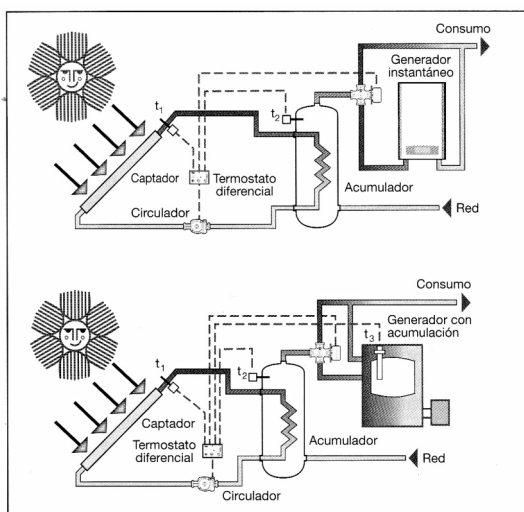 Consumo
Generador
instantáneo
t1
t2
Captador
Termostato
diferencial
Acumulador
Circulador
Red
Consumo
Generador con
acumulación
t3
t1
t2
Captador
Termostato
diferencial
Acumulador
Red
Circulador